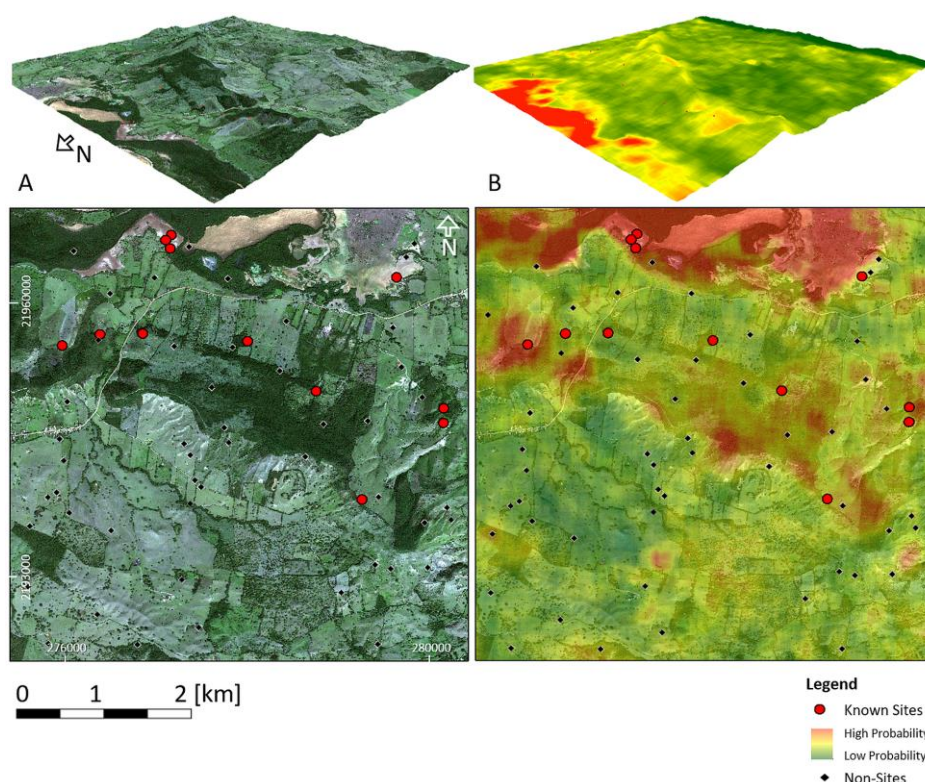 N
A
B
N
21960000
2193000
276000
280000
0 1 2 [km]
Legend
Known Sites
High Probability
Low Probability
Non-Sites